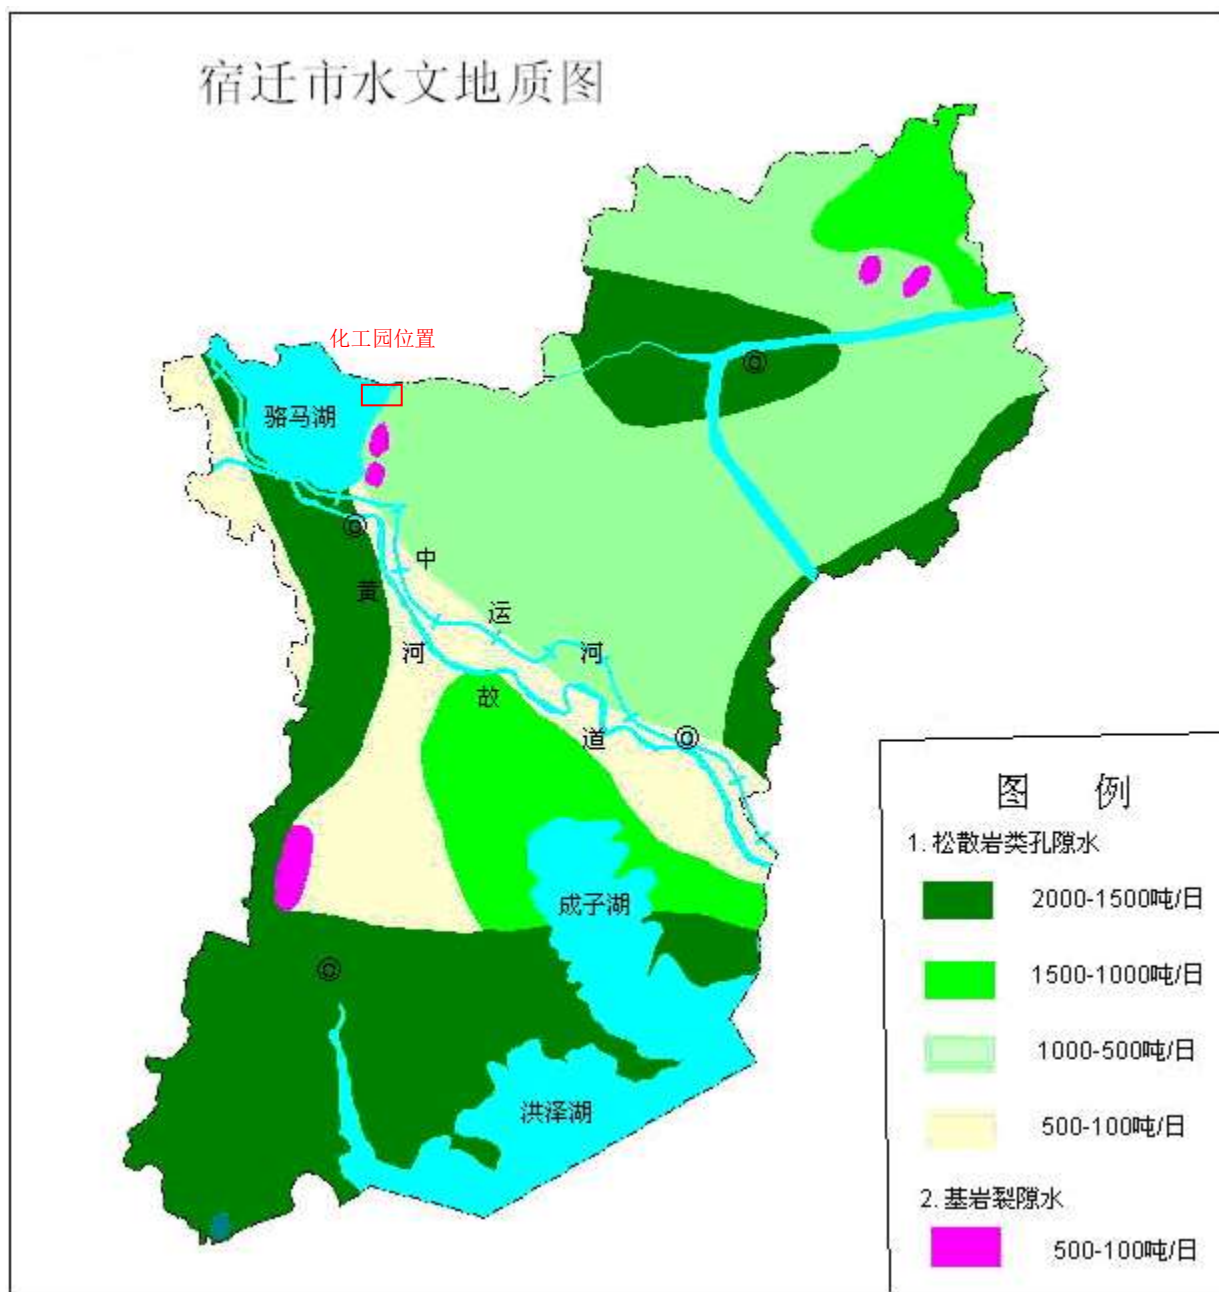 宿迁市水文地质图
化工园位置
骆马湖
中
运
河
黄
河
故
道
成子湖
洪泽湖
图 例
1. 松散岩类孔隙水
2000-1500吨/日
1500-1000吨/日
1000-500吨/日
500-100吨/日
2. 基岩裂隙水
500-100吨/日